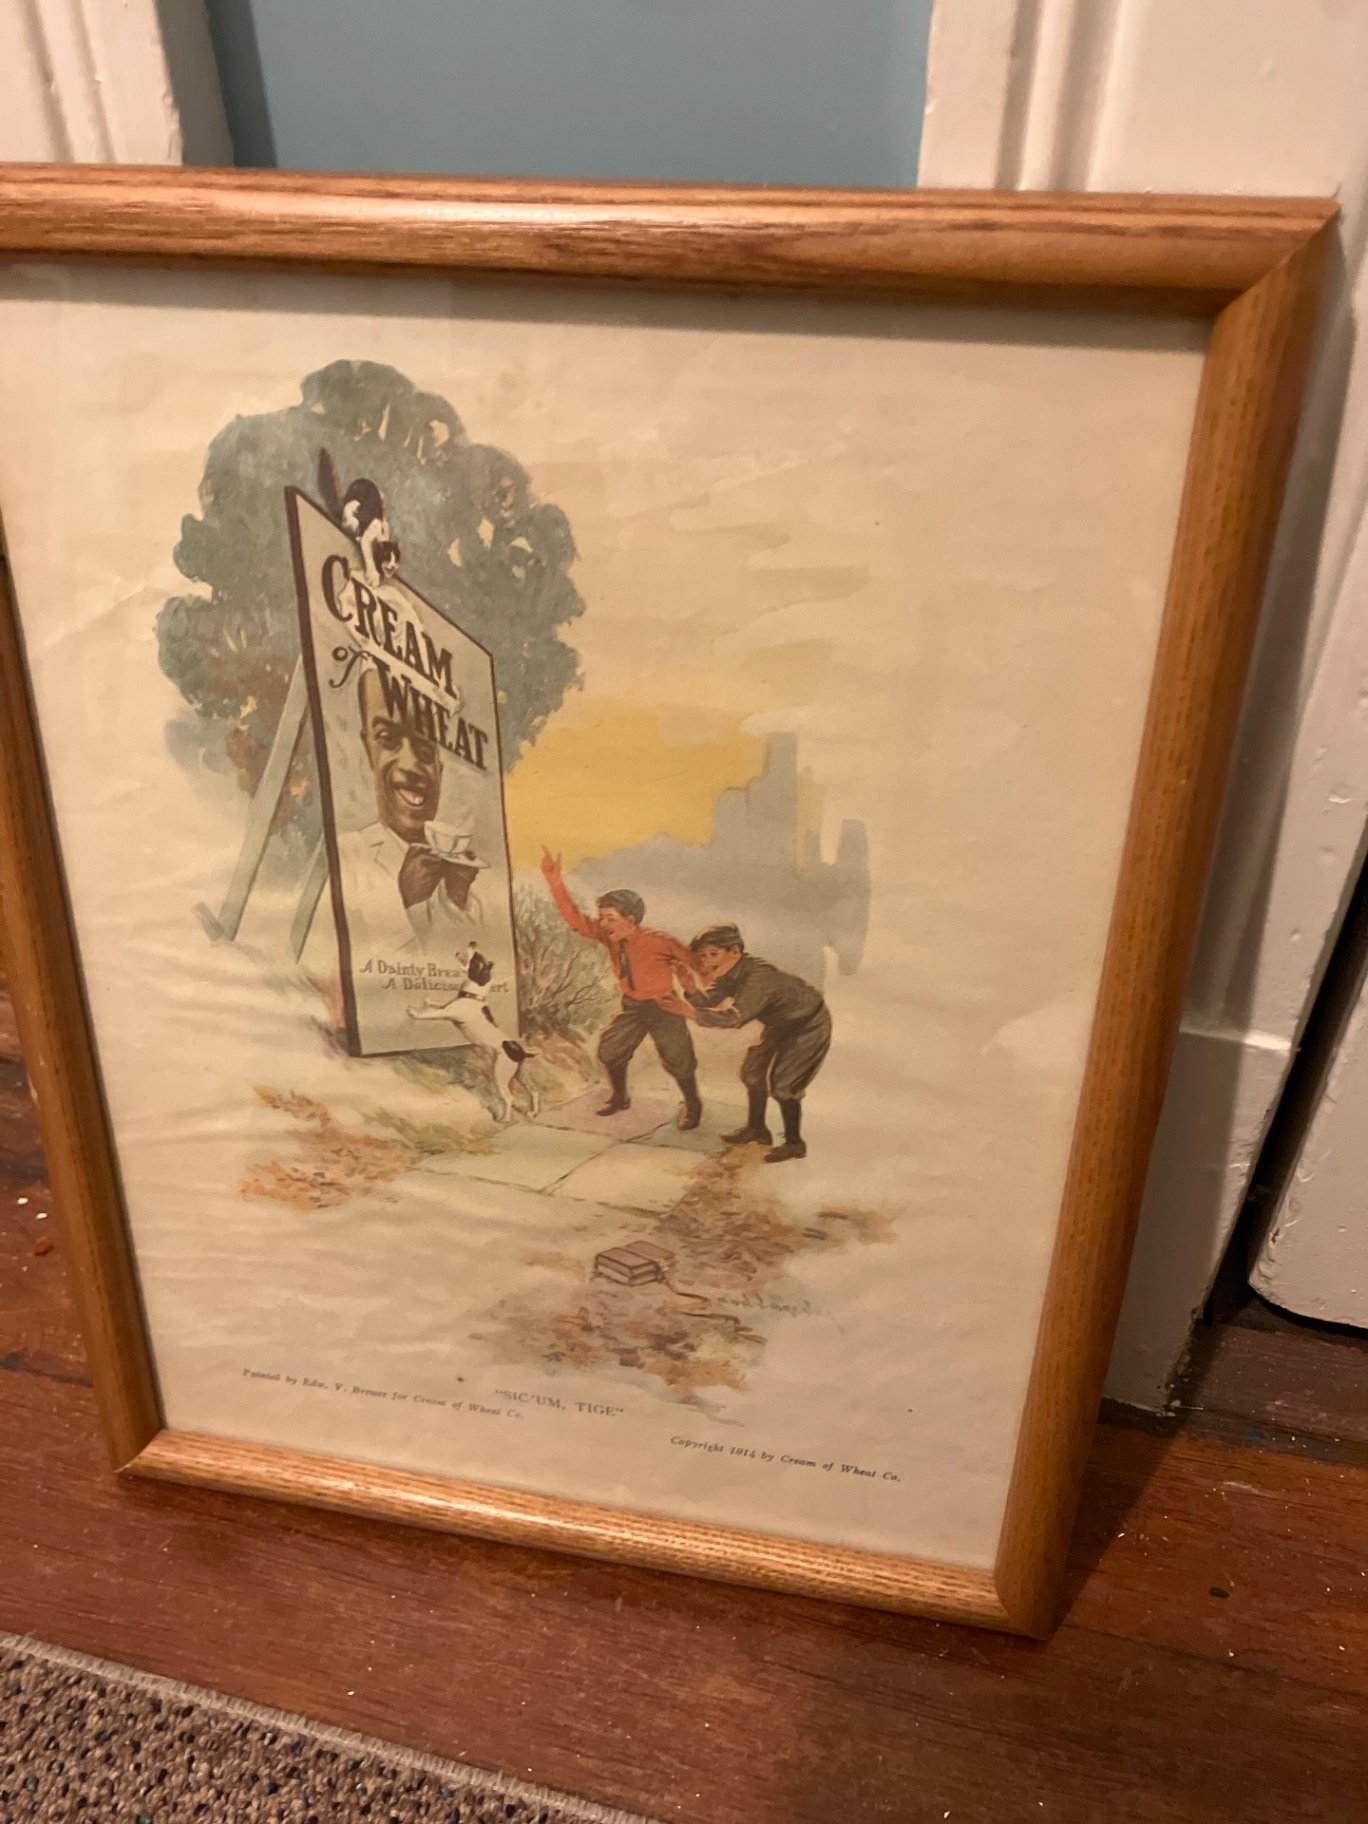 CREAM
of WHEAT
A Dainty Brea
A Delicio ert
"SIC 'UM, TIGE"
Painted by Edw. V. Brewer for Cream of Wheat Co.
Copyright 1914 by Cream of Wheat Co.